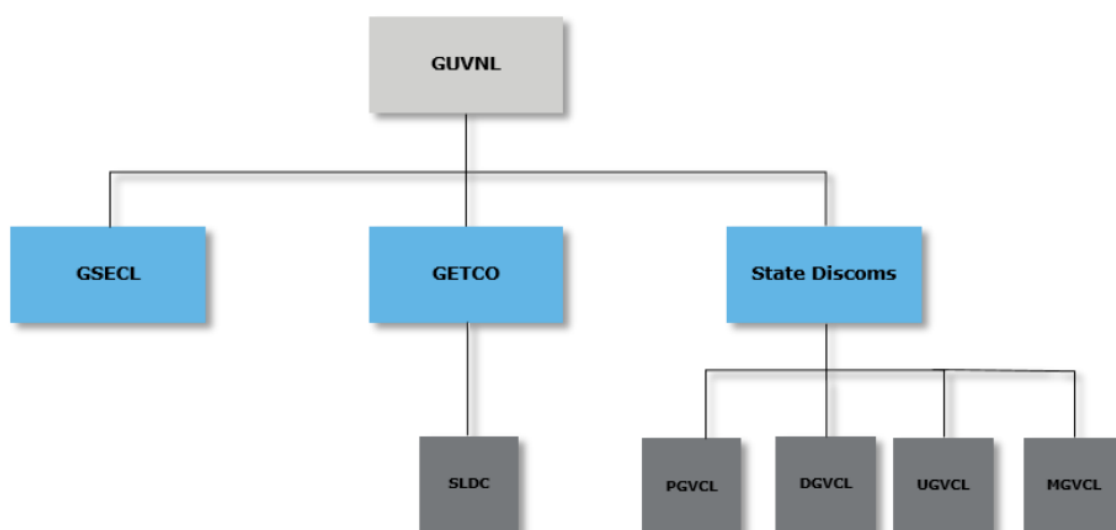 GUVNL
GSECL
GETCO
State Discoms
SLDC
PGVCL
DGVCL
UGVCL
MGVCL